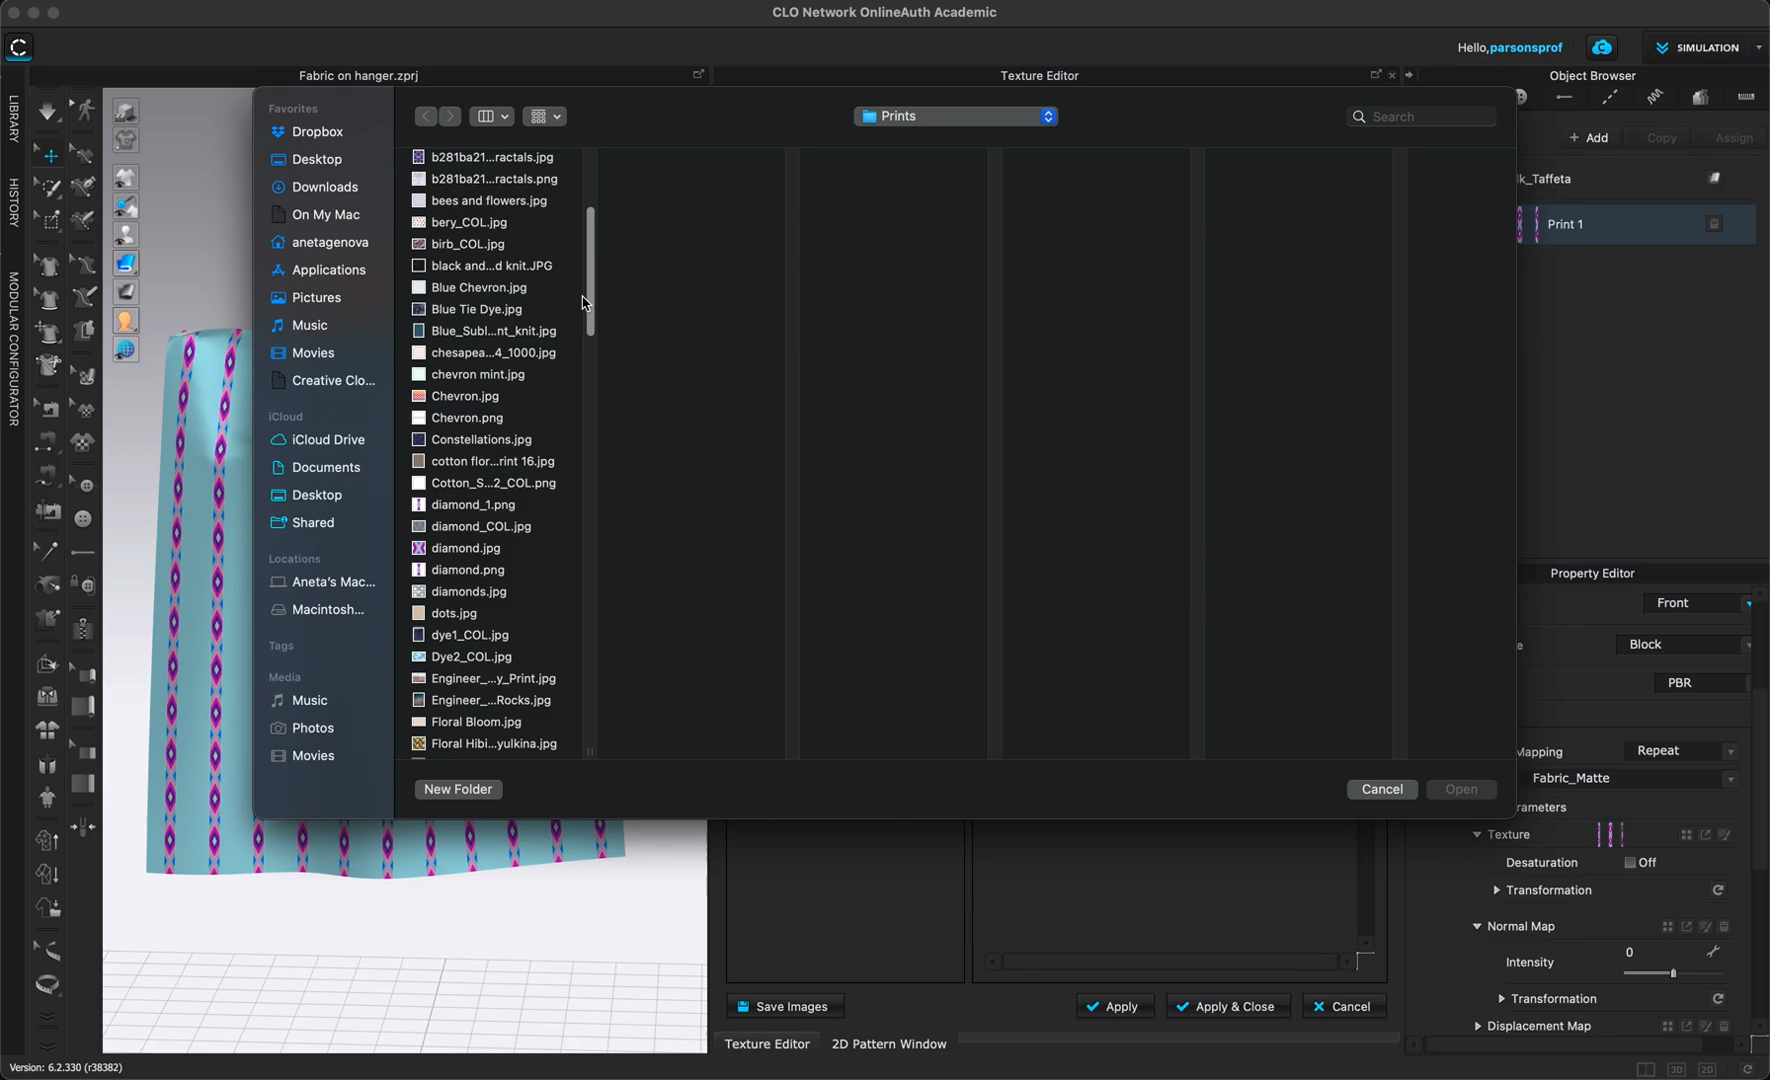 CLO Network OnlineAuth Academic
Hello,parsonsprof
SIMULATION
Fabric on hanger.zprj
Texture Editor
Object Browser
LIBRARY
HISTORY
MODULAR CONFIGURATOR
Favorites
Dropbox
Desktop
Downloads
On My Mac
anetagenova
Applications
Pictures
Music
Movies
Creative Clo...
iCloud
iCloud Drive
Documents
Desktop
Shared
Locations
Aneta's Mac...
Macintosh...
Tags
Media
Music
Photos
Movies
Prints
Search
b281ba21...ractals.jpg
b281ba21...ractals.png
bees and flowers.jpg
bery_COL.jpg
birb_COL.jpg
black and...d knit.JPG
Blue Chevron.jpg
Blue Tie Dye.jpg
Blue_Subl...nt_knit.jpg
chesapea...4_1000.jpg
chevron mint.jpg
Chevron.jpg
Chevron.png
Constellations.jpg
cotton flor...rint 16.jpg
Cotton_S...2_COL.png
diamond_1.png
diamond_COL.jpg
diamond.jpg
diamond.png
diamonds.jpg
dots.jpg
dye1_COL.jpg
Dye2_COL.jpg
Engineer_...y_Print.jpg
Engineer_...Rocks.jpg
Floral Bloom.jpg
Floral Hibi...yulkina.jpg
New Folder
Cancel
Open
+ Add
Copy
Assign
lk_Taffeta
Print 1
Property Editor
Front
e
Block
PBR
Mapping
Repeat
Fabric_Matte
rameters
Texture
Desaturation
Off
Transformation
Normal Map
Intensity
0
Transformation
Displacement Map
Save Images
Apply
Apply & Close
Cancel
Texture Editor
2D Pattern Window
Version: 6.2.330 (r38382)
3D
2D